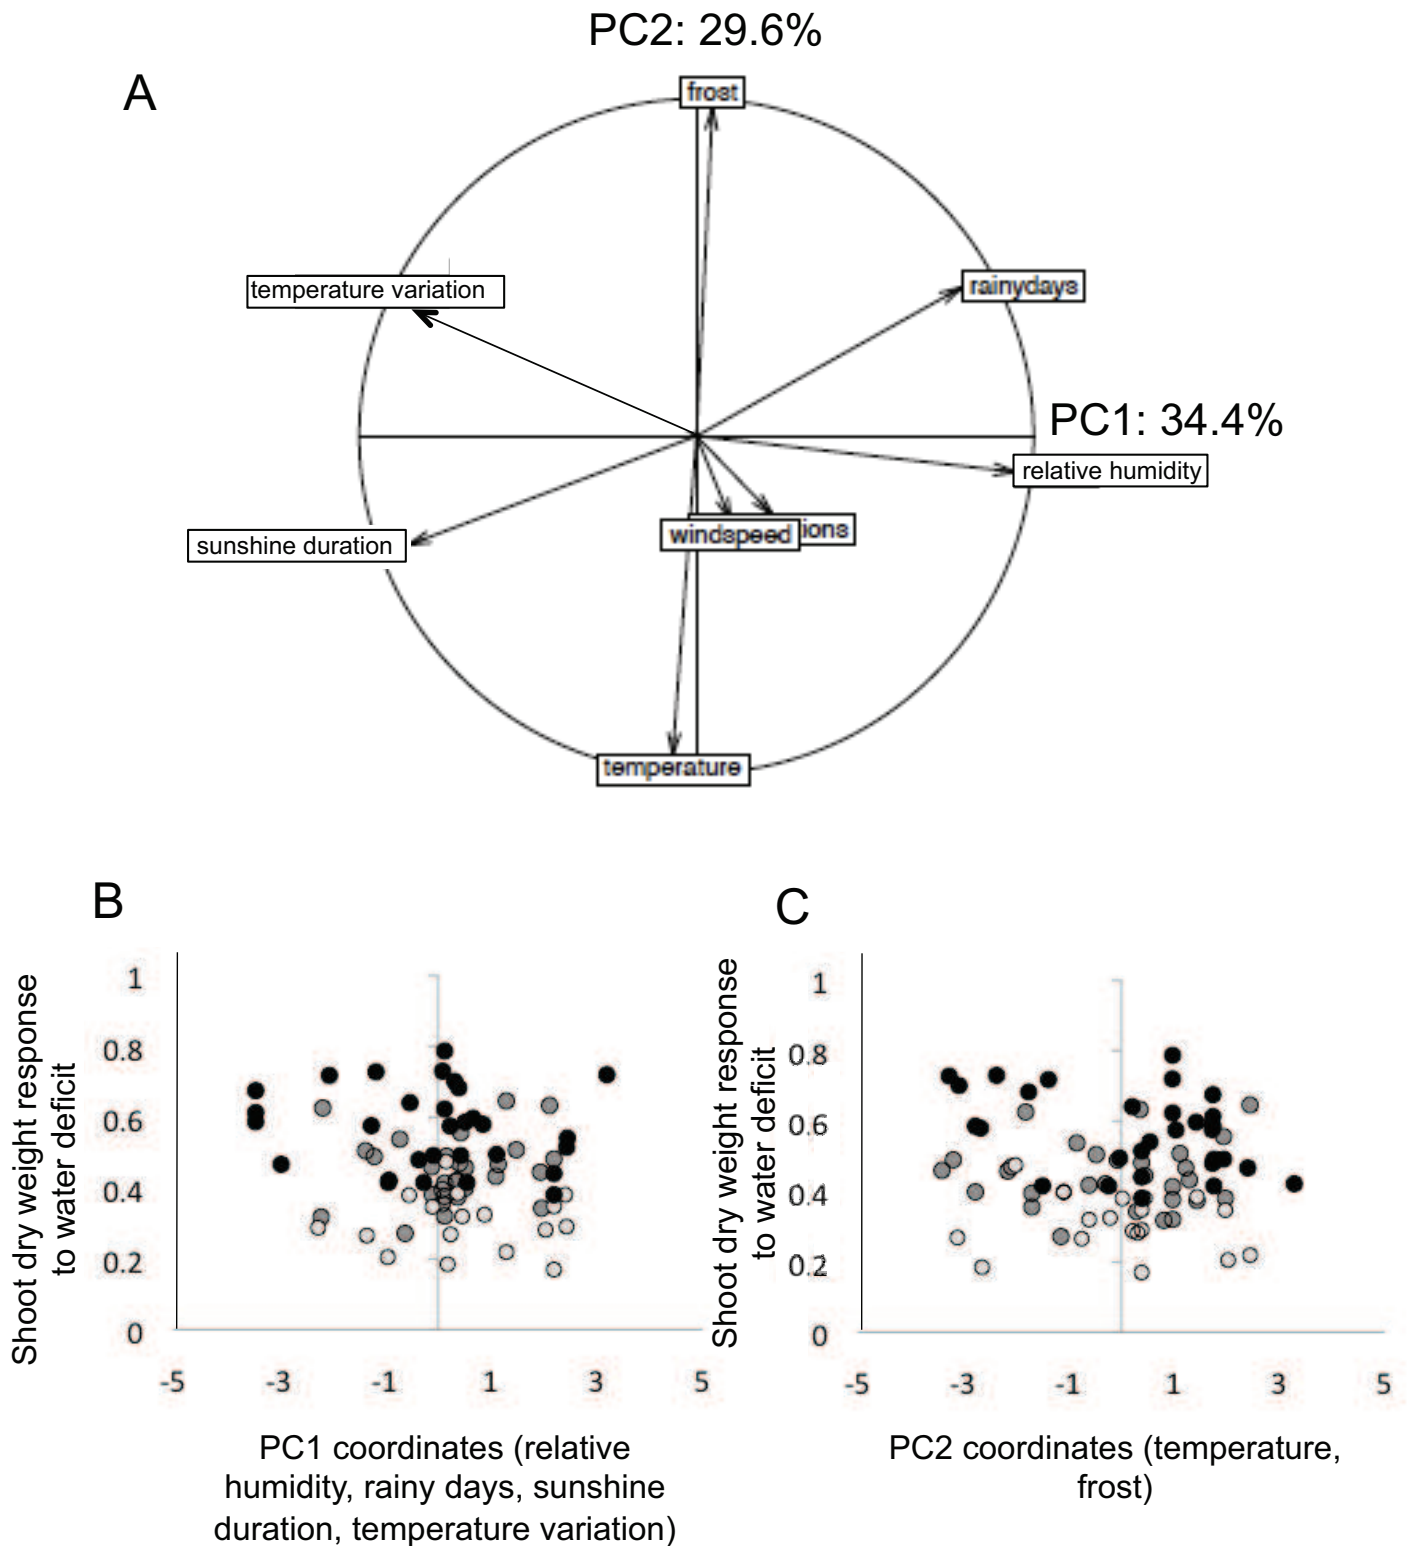 PC2: 29.6%
A
frost
temperature variation
rainydays
PC1: 34.4%
relative humidity
windspeed
ions
sunshine duration
temperature
B
Shoot dry weight response
to water deficit
1
0.8
0.6
0.4
0.2
0
-5 -3 -1 1 3 5
PC1 coordinates (relative
humidity, rainy days, sunshine
duration, temperature variation)
C
Shoot dry weight response
to water deficit
1
0.8
0.6
0.4
0.2
0
-5 -3 -1 1 3 5
PC2 coordinates (temperature,
frost)